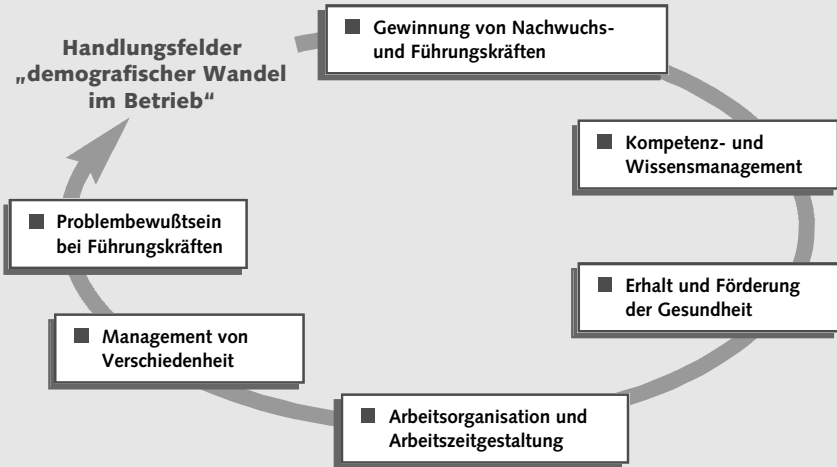 Handlungsfelder
„demografischer Wandel
im Betrieb“
Gewinnung von Nachwuchs-
und Führungskräften
Kompetenz- und
Wissensmanagement
Erhalt und Förderung
der Gesundheit
Arbeitsorganisation und
Arbeitszeitgestaltung
Management von
Verschiedenheit
Problembewußtsein
bei Führungskräften